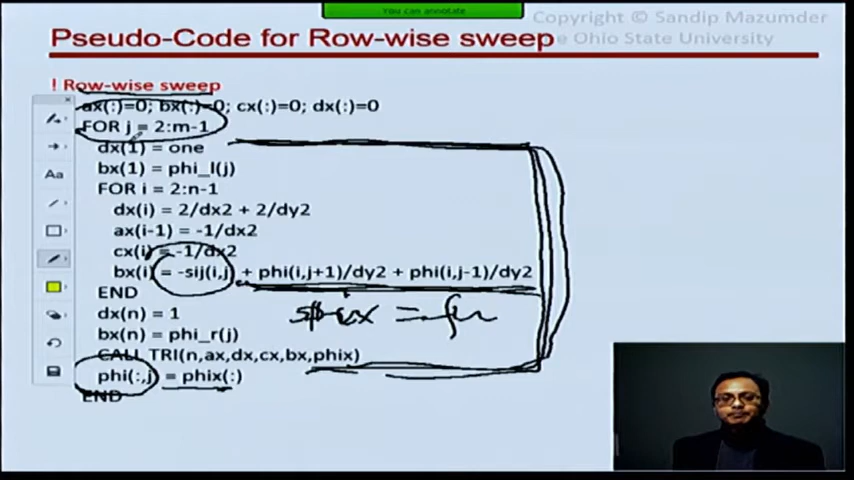 You can annotate
Copyright © Sandip Mazumder
Pseudo-Code for Row-wise sweep
e Ohio State University
! Row-wise sweep
ax(:)=0; bx(:)=0; cx(:)=0; dx(:)=0
FOR j = 2:m-1
dx(1) = one
bx(1) = phi_l(j)
FOR i = 2:n-1
dx(i) = 2/dx2 + 2/dy2
ax(i-1) = -1/dx2
cx(i) = -1/dx2
bx(i) = -sij(i,j) + phi(i,j+1)/dy2 + phi(i,j-1)/dy2
END
dx(n) = 1
bx(n) = phi_r(j)
CALL TRI(n,ax,dx,cx,bx,phix)
phi(:,j) = phix(:)
END
Aa